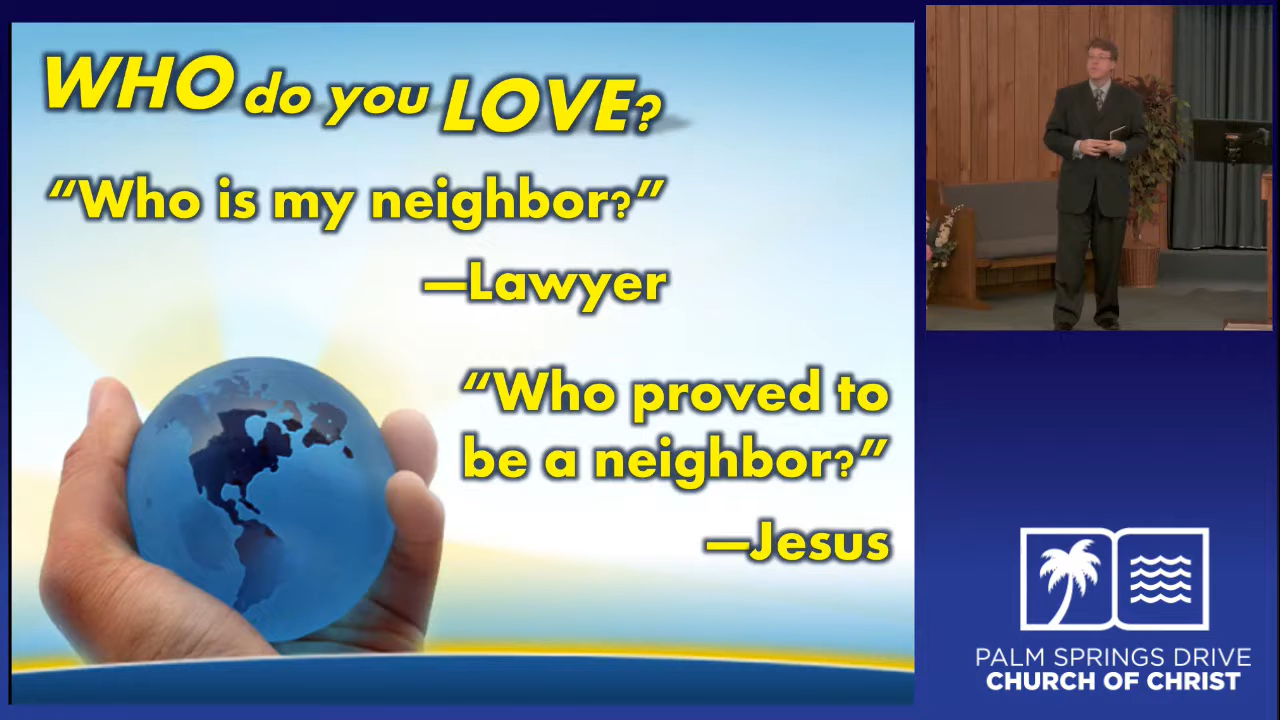 WHO do you LOVE?
“Who is my neighbor?”
—Lawyer
“Who proved to
be a neighbor?”
—Jesus
PALM SPRINGS DRIVE
CHURCH OF CHRIST